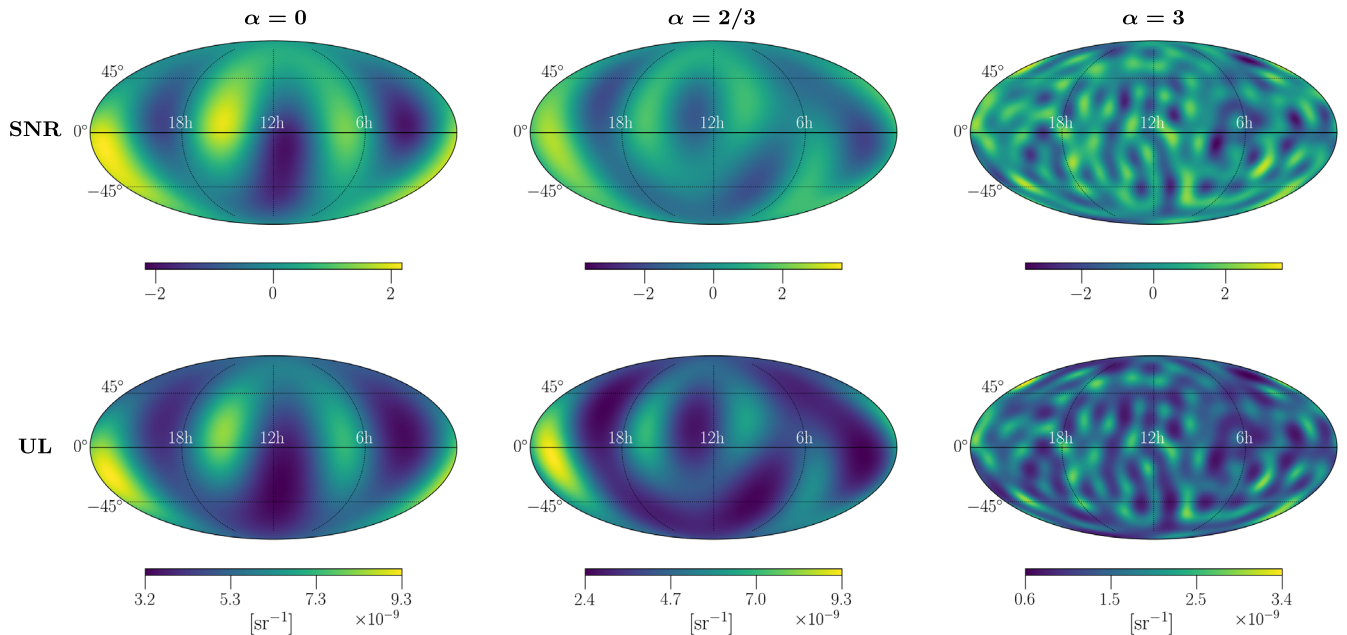 α = 0
α = 2/3
α = 3
SNR
45°
0°
−45°
18h
12h
6h
45°
0°
−45°
18h
12h
6h
45°
0°
−45°
18h
12h
6h
−2 0 2
−2 0 2
−2 0 2
UL
45°
0°
−45°
18h
12h
6h
45°
0°
−45°
18h
12h
6h
45°
0°
−45°
18h
12h
6h
3.2 5.3 7.3 9.3
[sr⁻¹] ×10⁻⁹
2.4 4.7 7.0 9.3
[sr⁻¹] ×10⁻⁹
0.6 1.5 2.5 3.4
[sr⁻¹] ×10⁻⁹